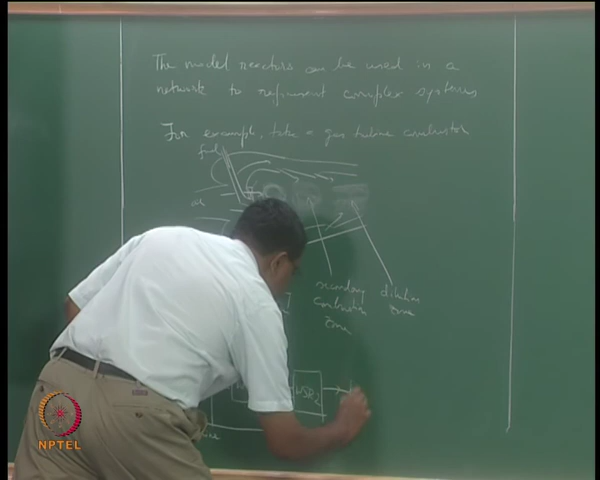 The model reactors can be used in a
network to represent complex systems
For example, take a gas turbine combustor
fuel
air
secondary dilution
combustion zone
zone
WSR2
NPTEL